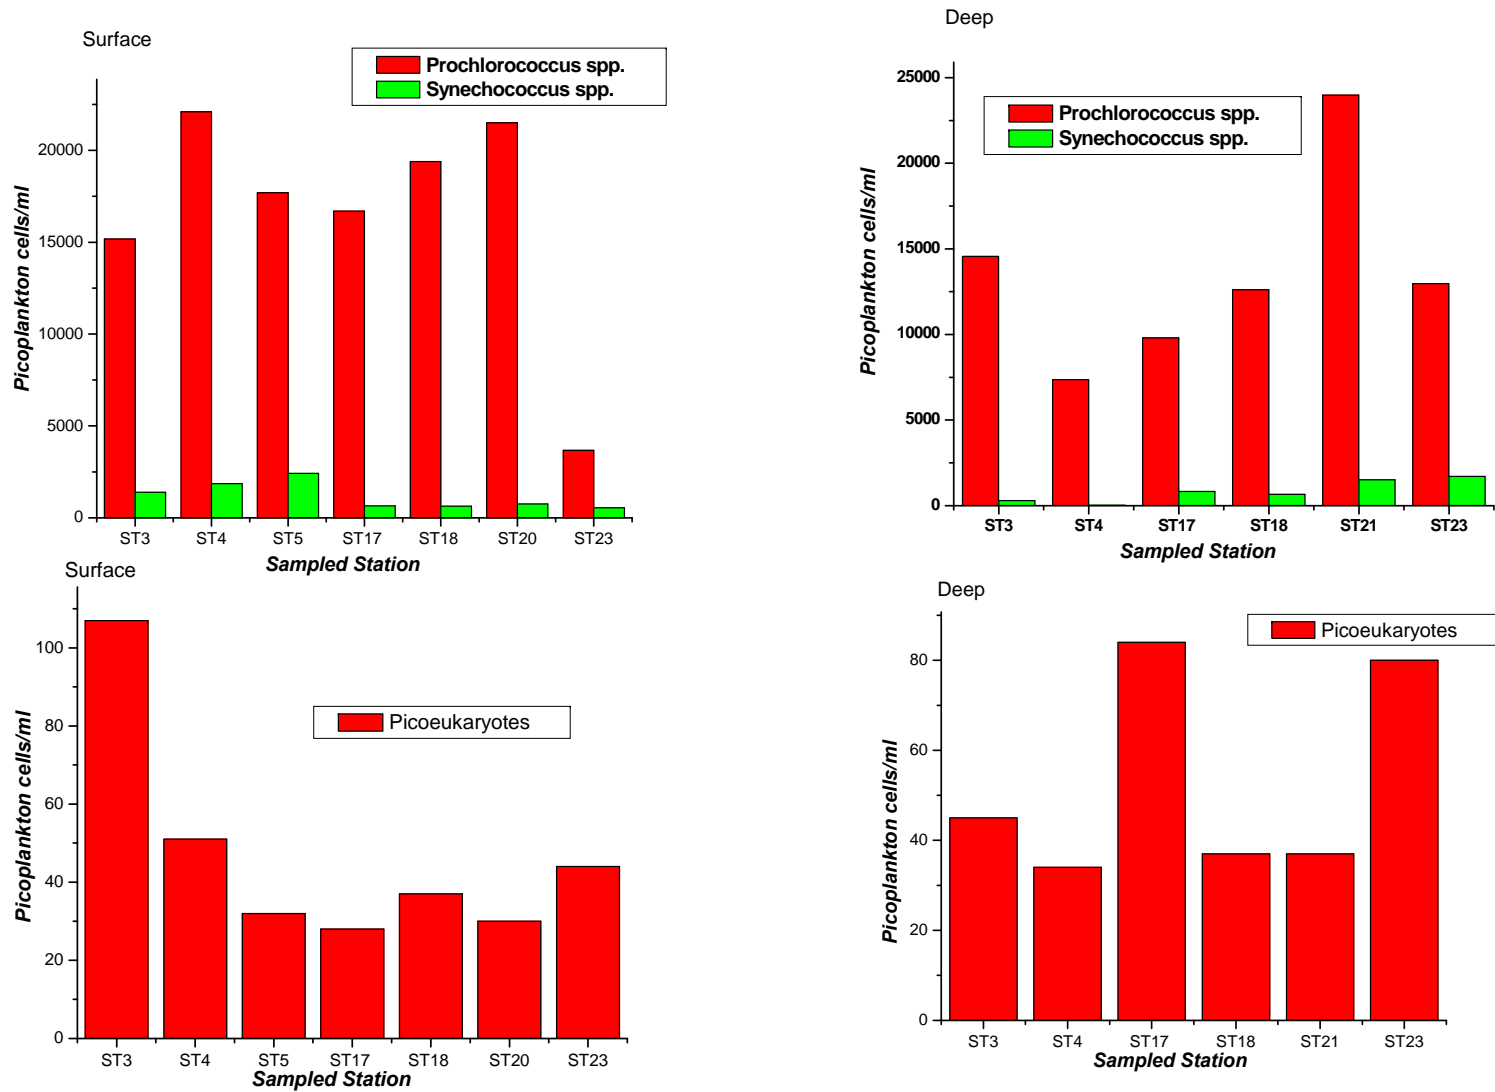 Surface
Prochlorococcus spp.
Synechococcus spp.
20000
15000
10000
5000
0
Picoplankton cells/ml
ST3 ST4 ST5 ST17 ST18 ST20 ST23
Sampled Station
Deep
Prochlorococcus spp.
Synechococcus spp.
25000
20000
15000
10000
5000
0
Picoplankton cells/ml
ST3 ST4 ST17 ST18 ST21 ST23
Sampled Station
Surface
Picoeukaryotes
100
80
60
40
20
0
Picoplankton cells/ml
ST3 ST4 ST5 ST17 ST18 ST20 ST23
Sampled Station
Deep
Picoeukaryotes
80
60
40
20
0
Picoplankton cells/ml
ST3 ST4 ST17 ST18 ST21 ST23
Sampled Station